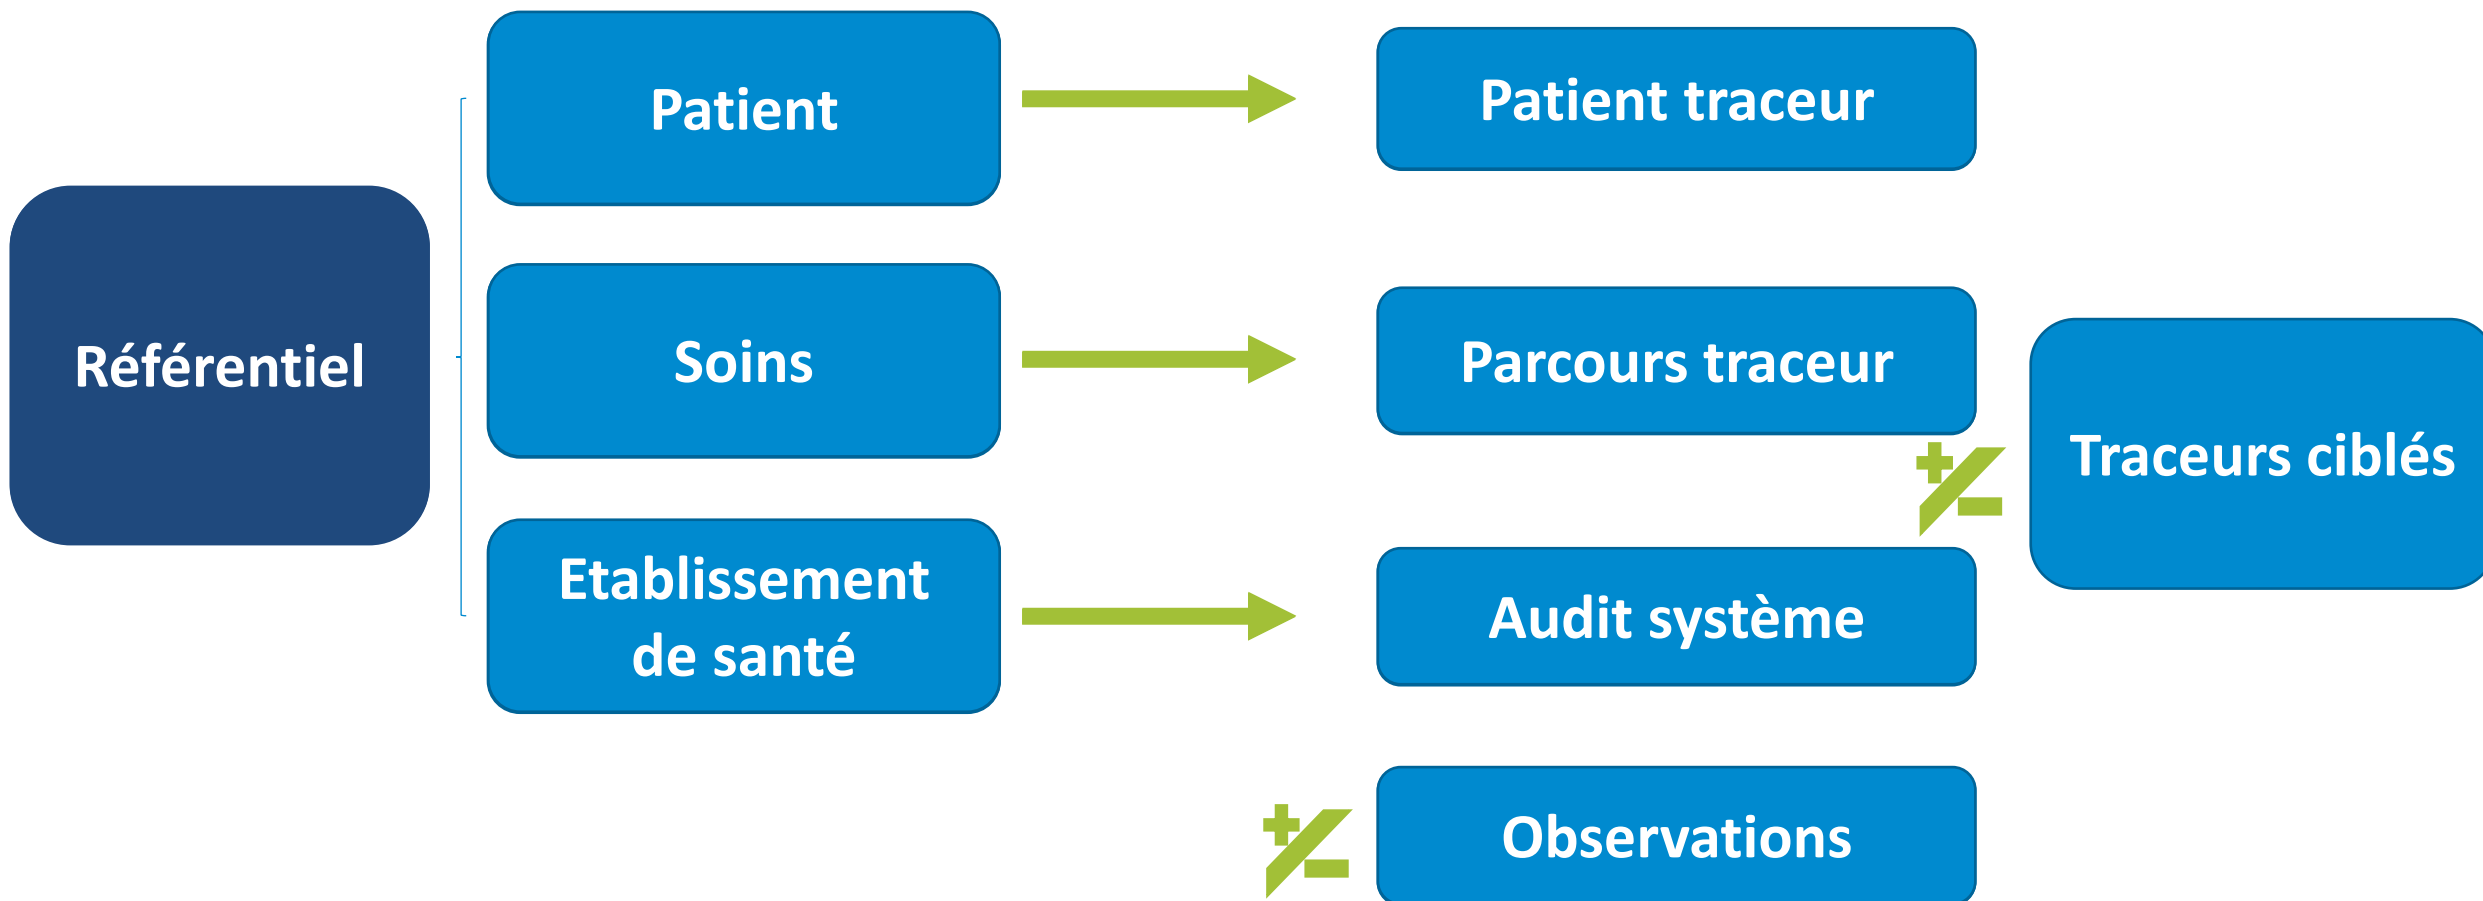 Référentiel
Patient
Patient traceur
Soins
Parcours traceur
Traceurs ciblés
+/-
Etablissement
de santé
Audit système
+/-
Observations